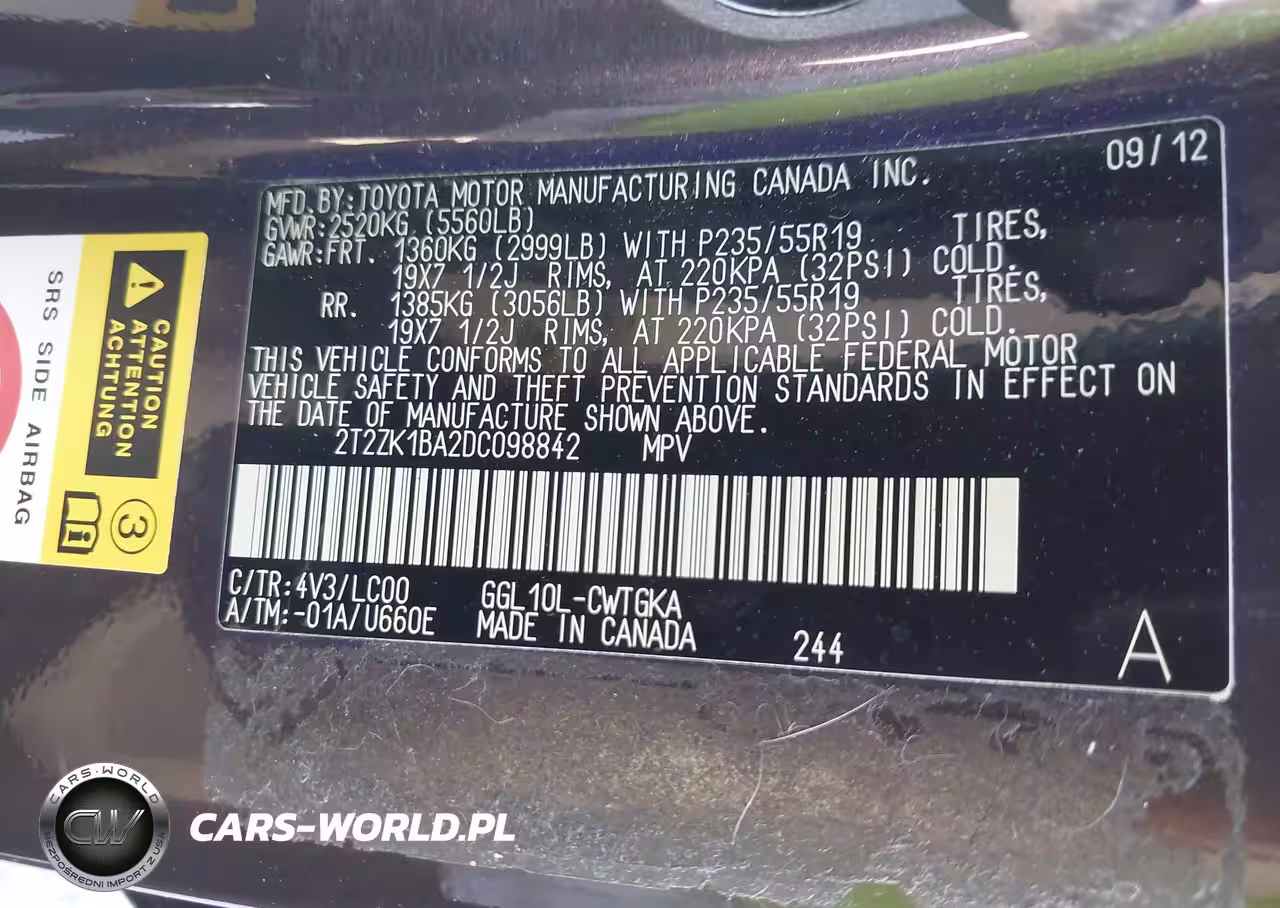 09/12
MFD. BY:TOYOTA MOTOR MANUFACTURING CANADA INC.
GVWR:2520KG (5560LB)
GAWR:FRT. 1360KG (2999LB) WITH P235/55R19 TIRES,
19X7 1/2J RIMS, AT 220KPA (32PSI) COLD.
RR. 1385KG (3056LB) WITH P235/55R19 TIRES,
19X7 1/2J RIMS, AT 220KPA (32PSI) COLD.
THIS VEHICLE CONFORMS TO ALL APPLICABLE FEDERAL MOTOR
VEHICLE SAFETY AND THEFT PREVENTION STANDARDS IN EFFECT ON
THE DATE OF MANUFACTURE SHOWN ABOVE.
2T2ZK1BA2DC098842 MPV
C/TR:4V3/LC00 GGL10L-CWTGKA
A/TM:-01A/U660E MADE IN CANADA 244
A
SRS SIDE AIRBAG
CAUTION
ATTENTION
ACHTUNG
3
i
CARS-WORLD
CW
BEZPOŚREDNI IMPORT Z USA
CARS-WORLD.PL